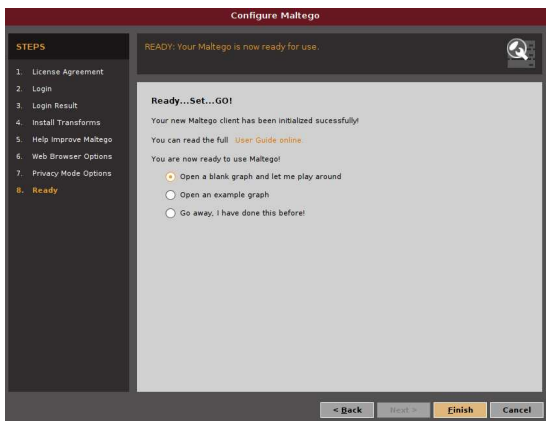 Configure Maltego
STEPS
1. License Agreement
2. Login
3. Login Result
4. Install Transforms
5. Help Improve Maltego
6. Web Browser Options
7. Privacy Mode Options
8. Ready
READY: Your Maltego is now ready for use.
Ready...Set...GO!
Your new Maltego client has been initialized sucessfully!
You can read the full User Guide online
You are now ready to use Maltego!
Open a blank graph and let me play around
Open an example graph
Go away, I have done this before!
< Back Next > Finish Cancel